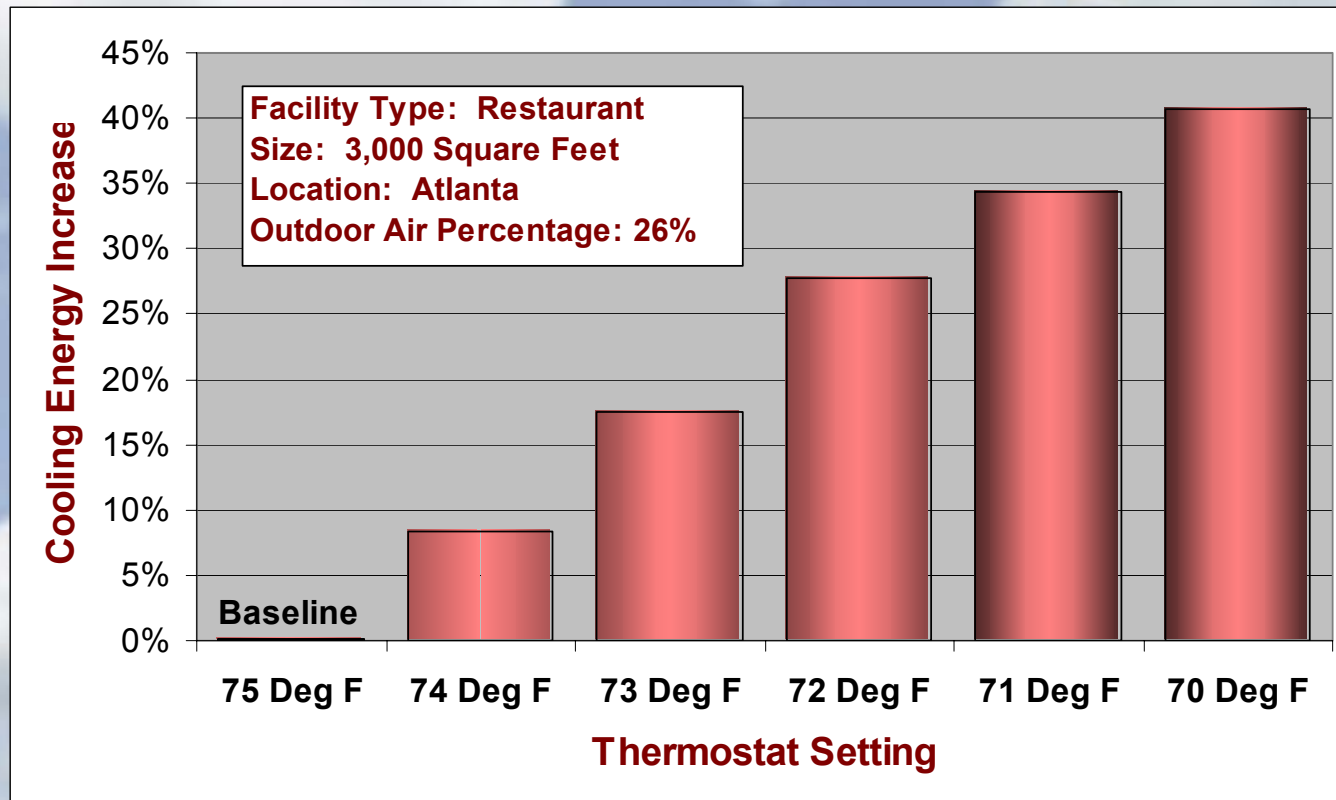 45%
40%
35%
30%
25%
20%
15%
10%
5%
0%
Cooling Energy Increase
Facility Type: Restaurant
Size: 3,000 Square Feet
Location: Atlanta
Outdoor Air Percentage: 26%
Baseline
75 Deg F 74 Deg F 73 Deg F 72 Deg F 71 Deg F 70 Deg F
Thermostat Setting